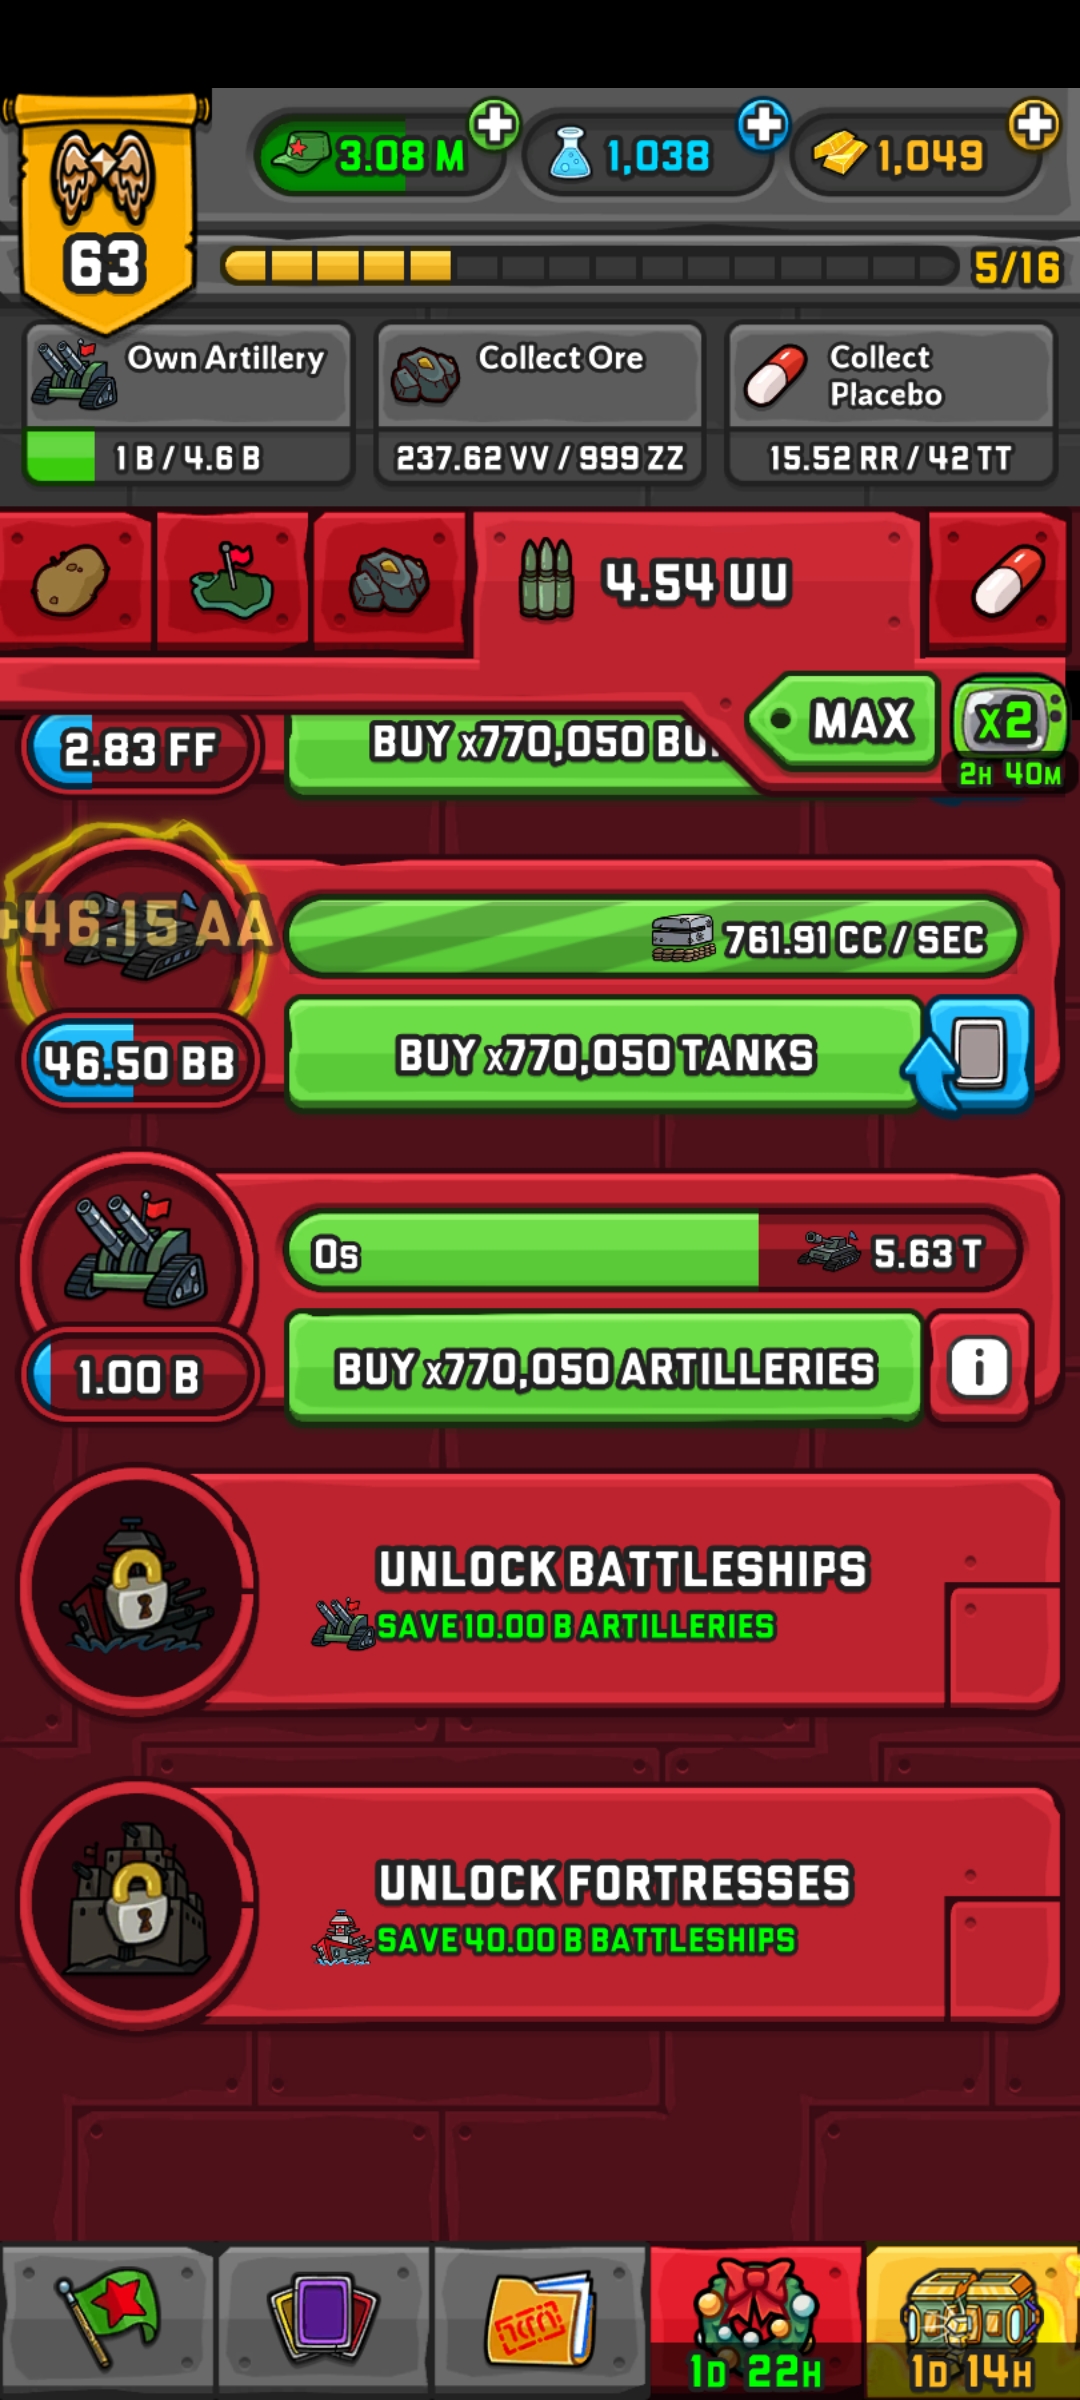 3.08 M
1,038
1,049
63
5/16
Own Artillery
1 B / 4.6 B
Collect Ore
237.62 VV / 999 ZZ
Collect
Placebo
15.52 RR / 42 TT
4.54 UU
MAX
x2
2H 40M
2.83 FF
BUY x770,050
+46.15 AA
761.91 CC / SEC
46.50 BB
BUY x770,050 TANKS
0s
5.63 T
1.00 B
BUY x770,050 ARTILLERIES
i
UNLOCK BATTLESHIPS
SAVE 10.00 B ARTILLERIES
UNLOCK FORTRESSES
SAVE 40.00 B BATTLESHIPS
1D 22H
1D 14H